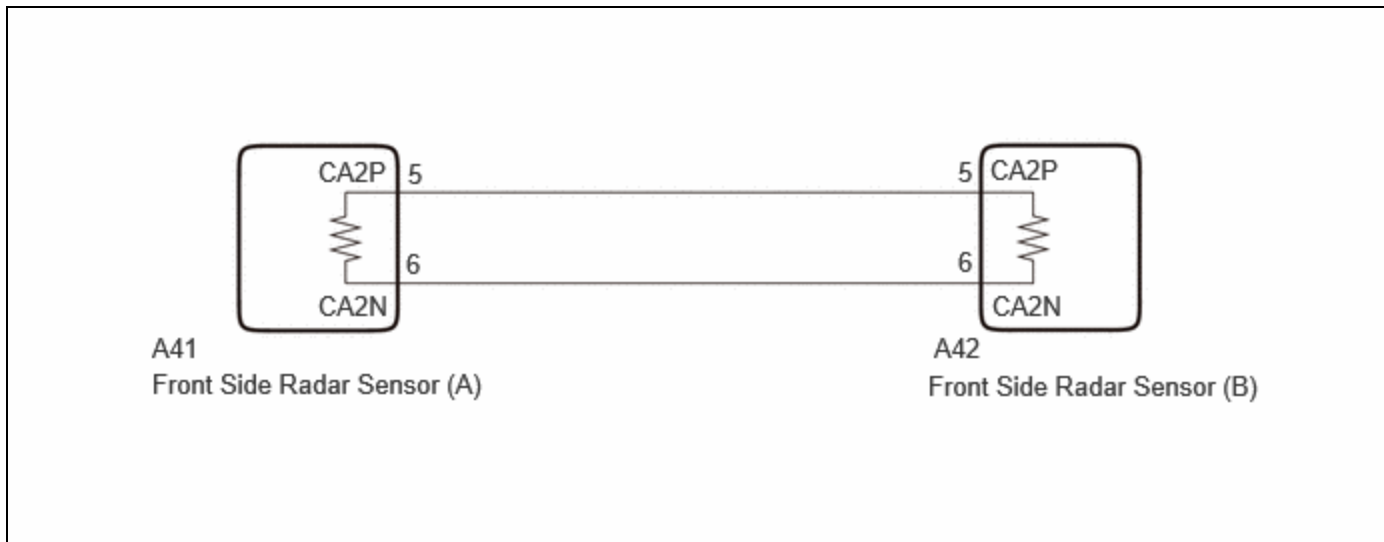 CA2P 5
5 CA2P
6
6
CA2N
CA2N
A41
Front Side Radar Sensor (A)
A42
Front Side Radar Sensor (B)